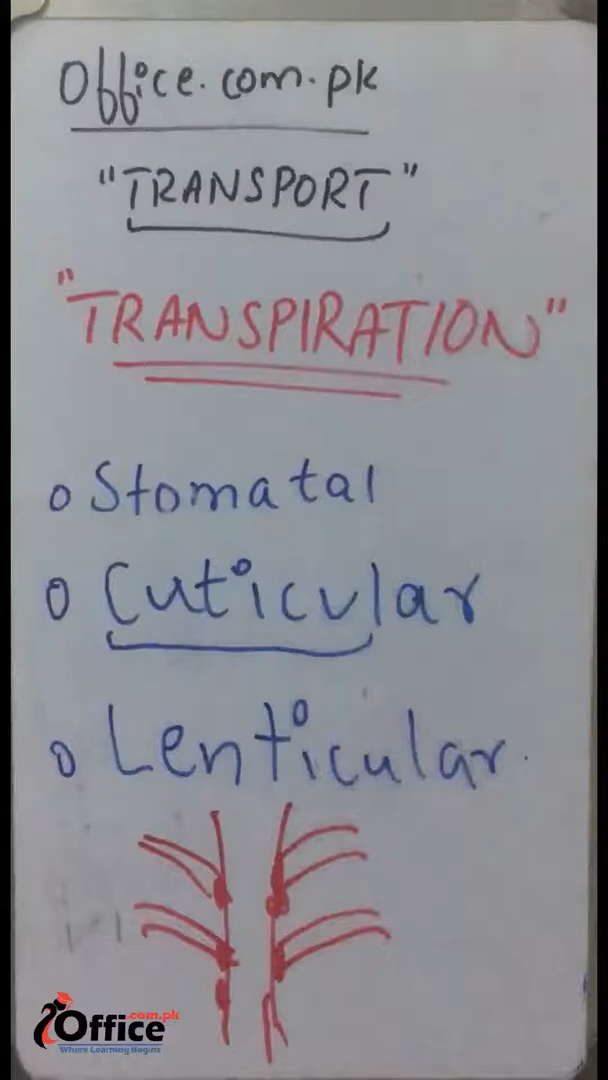 Office.com.pk
"TRANSPORT"
"TRANSPIRATION"
o Stomatal
o Cuticular
o Lenticular.
Office.com.pk
Where Learning Begins